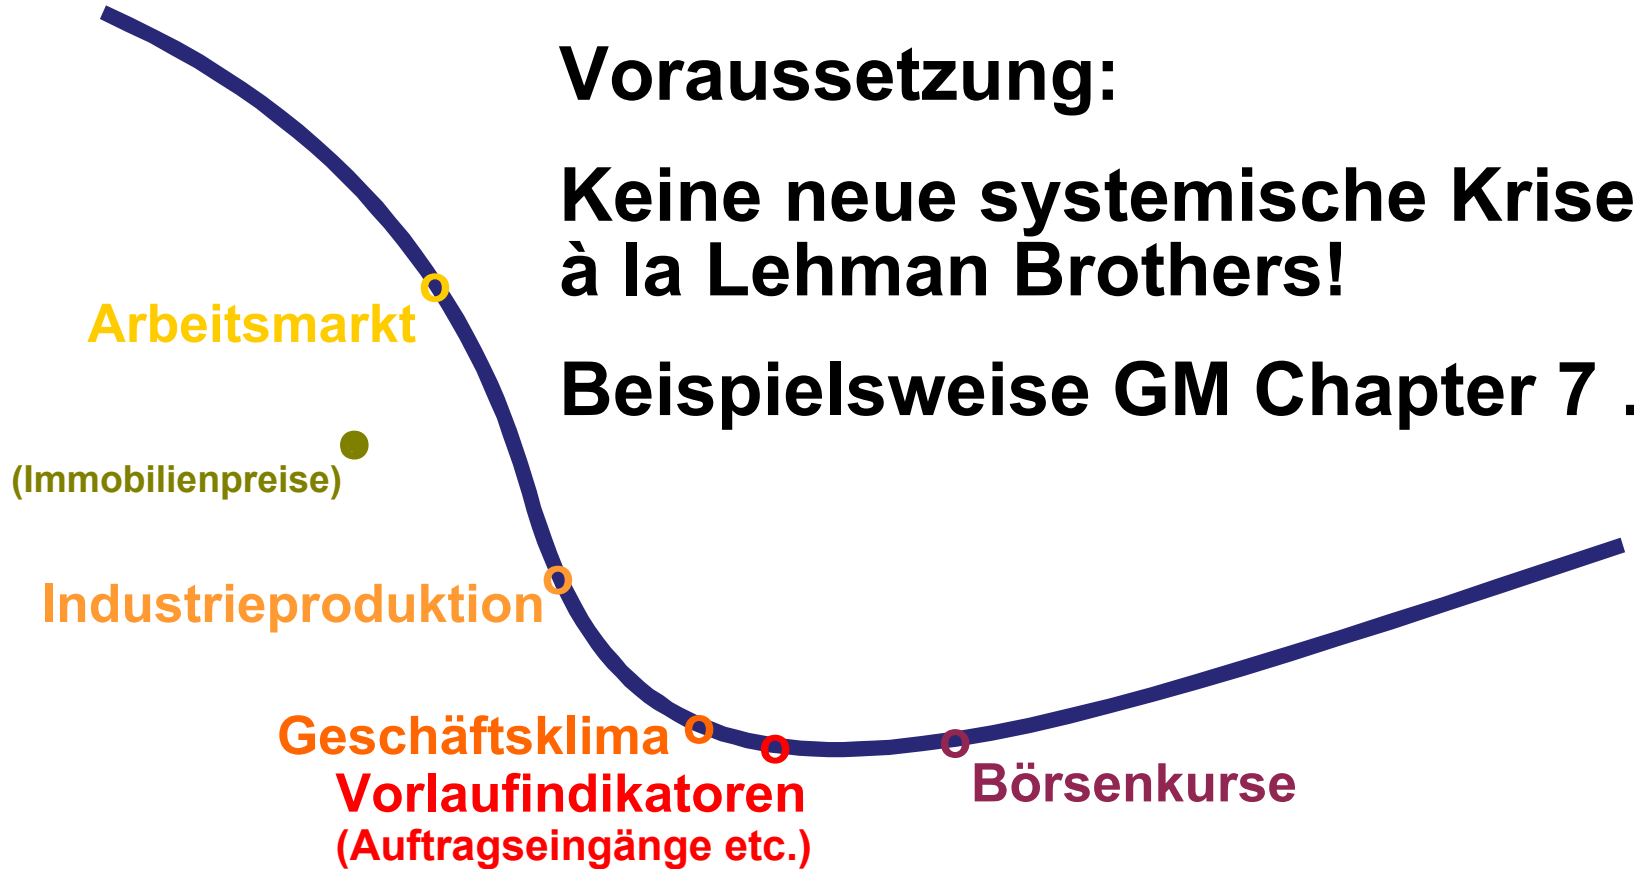 Voraussetzung:
Keine neue systemische Krise
à la Lehman Brothers!
Beispielsweise GM Chapter 7 .
Arbeitsmarkt
(Immobilienpreise)
Industrieproduktion
Geschäftsklima
Vorlaufindikatoren
(Auftragseingänge etc.)
Börsenkurse